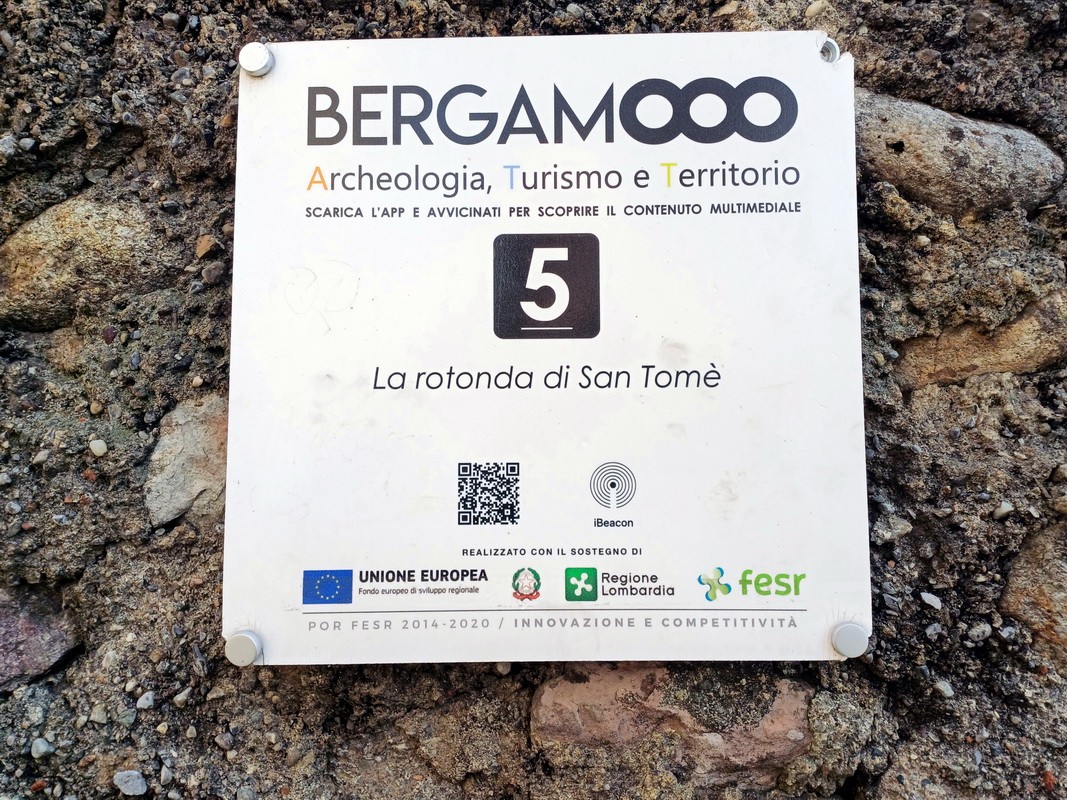 BERGAMOOO
Archeologia, Turismo e Territorio
SCARICA L'APP E AVVICINATI PER SCOPRIRE IL CONTENUTO MULTIMEDIALE
5
La rotonda di San Tomè
iBeacon
REALIZZATO CON IL SOSTEGNO DI
UNIONE EUROPEA
Fondo europeo di sviluppo regionale
Regione
Lombardia
fesr
POR FESR 2014-2020 / INNOVAZIONE E COMPETITIVITÀ